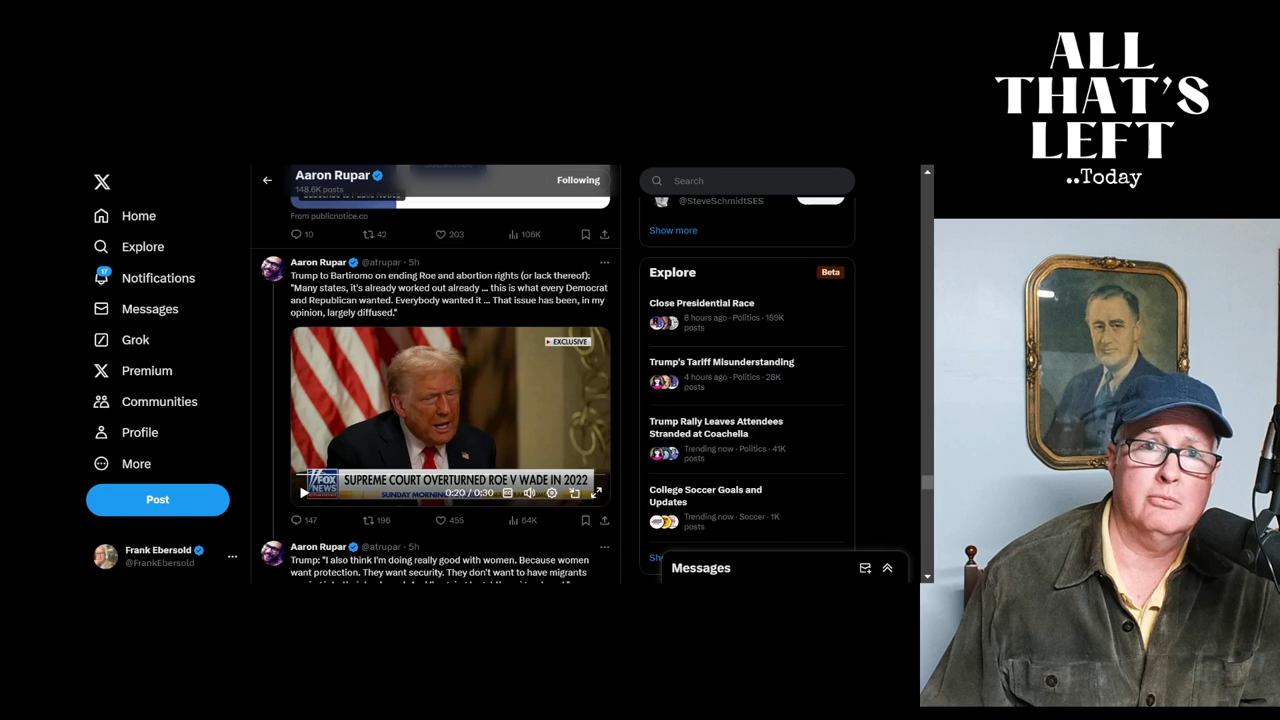 ALL
THAT'S
LEFT
..Today
Aaron Rupar
148.6K posts
Following
From publicnotice.co
10
42
203
106K
Home
Explore
Notifications
17
Messages
Grok
Premium
Communities
Profile
More
Post
Frank Ebersold
@FrankEbersold
Aaron Rupar @atrupar · 5h
Trump to Bartiromo on ending Roe and abortion rights (or lack thereof):
"Many states, it's already worked out already ... this is what every Democrat
and Republican wanted. Everybody wanted it ... That issue has been, in my
opinion, largely diffused."
EXCLUSIVE
FOX
NEWS
channel
SUPREME COURT OVERTURNED ROE V WADE IN 2022
SUNDAY MORNIN
0:20 / 0:30
147
196
455
64K
Aaron Rupar @atrupar · 5h
Trump: "I also think I'm doing really good with women. Because women
want protection. They want security. They don't want to have migrants
Search
@SteveSchmidtSES
Show more
Explore
Beta
Close Presidential Race
8 hours ago · Politics · 159K
posts
Trump's Tariff Misunderstanding
4 hours ago · Politics · 28K
posts
Trump Rally Leaves Attendees
Stranded at Coachella
Trending now · Politics · 41K
posts
College Soccer Goals and
Updates
Trending now · Soccer · 1K
posts
Messages